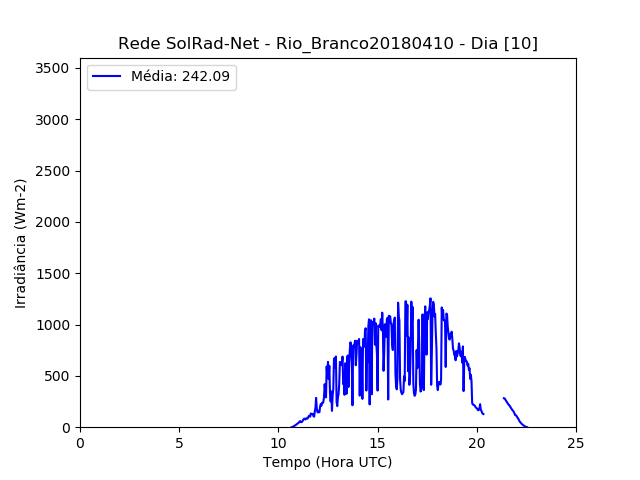 Rede SolRad-Net - Rio_Branco20180410 - Dia [10]
Média: 242.09
3500
3000
2500
2000
1500
1000
500
0
Irradiância (Wm-2)
0 5 10 15 20 25
Tempo (Hora UTC)